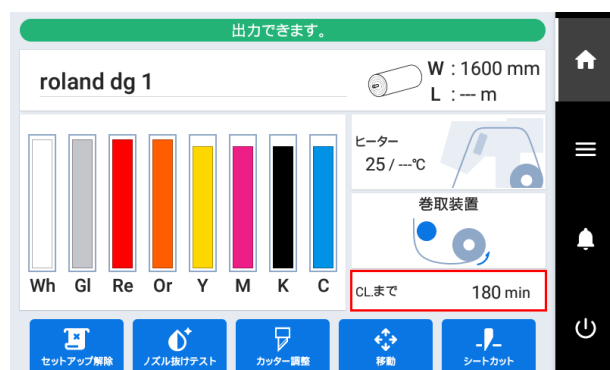 出力できます。
roland dg 1
W : 1600 mm
L : --- m
ヒーター
25 / ---℃
巻取装置
Wh Gl Re Or Y M K C
CL.まで 180 min
セットアップ解除 ノズル抜けテスト カッター調整 移動 シートカット